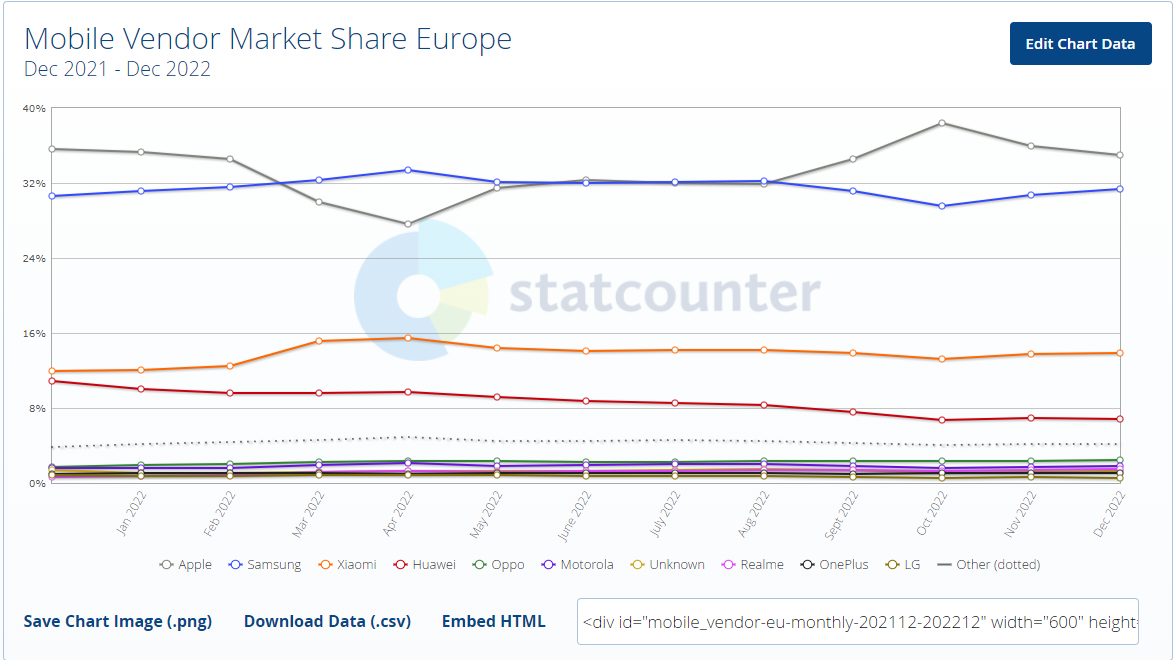 Mobile Vendor Market Share Europe
Dec 2021 - Dec 2022
Edit Chart Data
40%
32%
24%
16%
8%
0%
statcounter
Jan 2022
Feb 2022
Mar 2022
Apr 2022
May 2022
June 2022
July 2022
Aug 2022
Sept 2022
Oct 2022
Nov 2022
Dec 2022
Apple Samsung Xiaomi Huawei Oppo Motorola Unknown Realme OnePlus LG Other (dotted)
Save Chart Image (.png) Download Data (.csv) Embed HTML <div id="mobile_vendor-eu-monthly-202112-202212" width="600" height=